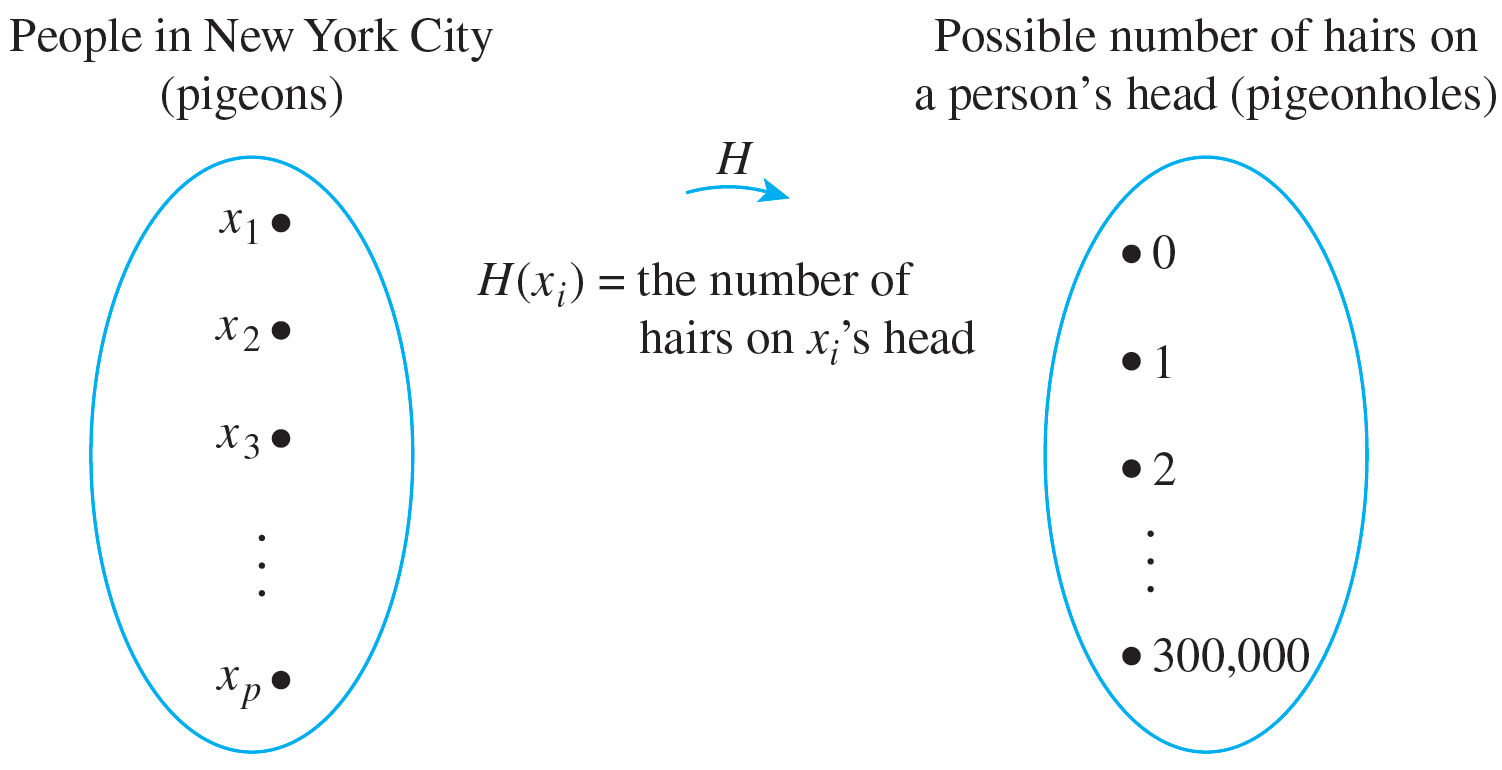 People in New York City
(pigeons)
Possible number of hairs on
a person's head (pigeonholes)
H
H(xᵢ) = the number of
hairs on xᵢ's head
x₁
x₂
x₃
⋮
xₚ
0
1
2
⋮
300,000